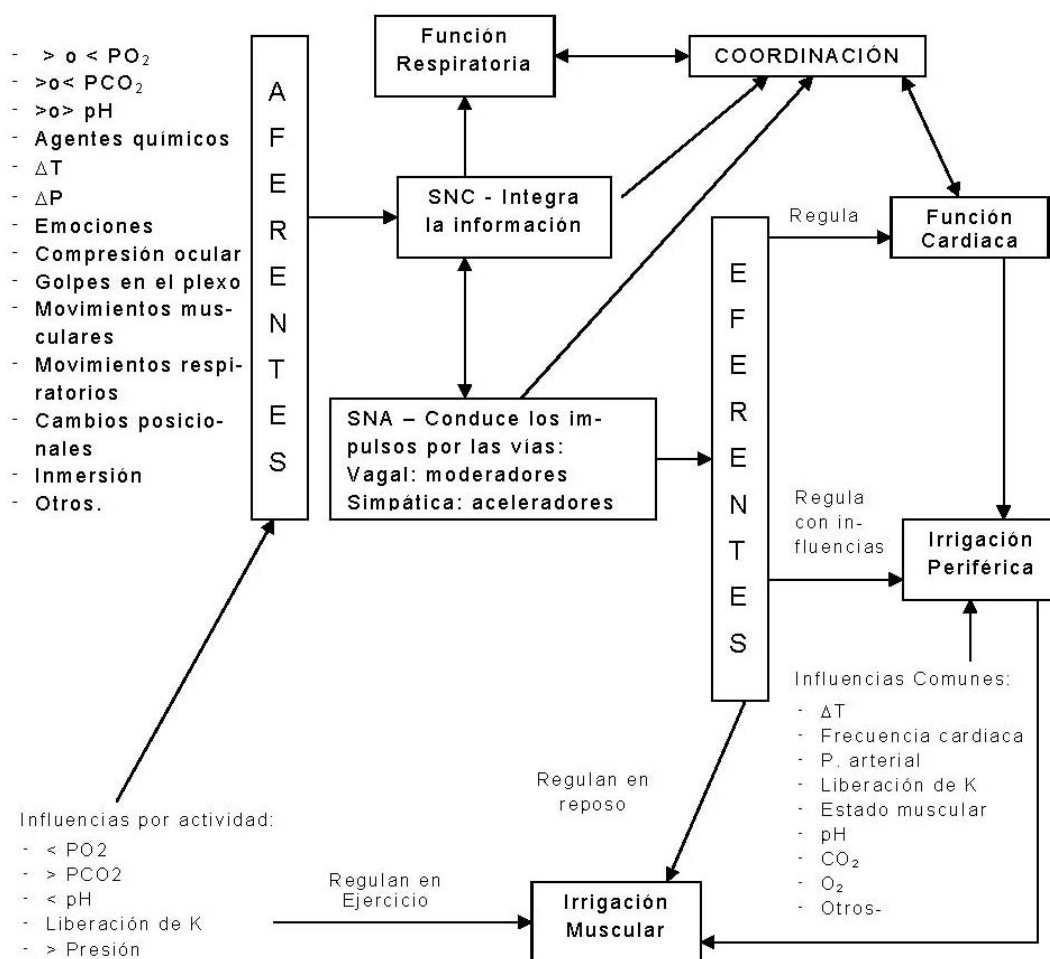 - > o < PO₂
- >o< PCO₂
- >o> pH
- Agentes químicos
- ΔT
- ΔP
- Emociones
- Compresión ocular
- Golpes en el plexo
- Movimientos mus-
culares
- Movimientos respi-
ratorios
- Cambios posicio-
nales
- Inmersión
- Otros.
A
F
E
R
E
N
T
E
S
Función
Respiratoria
COORDINACIÓN
SNC - Integra
la información
SNA – Conduce los im-
pulsos por las vías:
Vagal: moderadores
Simpática: aceleradores
E
F
E
R
E
N
T
E
S
Regula
Función
Cardiaca
Regula
con in-
fluencias
Irrigación
Periférica
Influencias Comunes:
- ΔT
- Frecuencia cardiaca
- P. arterial
- Liberación de K
- Estado muscular
- pH
- CO₂
- O₂
- Otros-
Regulan en
reposo
Influencias por actividad:
- < PO2
- > PCO2
- < pH
- Liberación de K
- > Presión
Regulan en
Ejercicio
Irrigación
Muscular